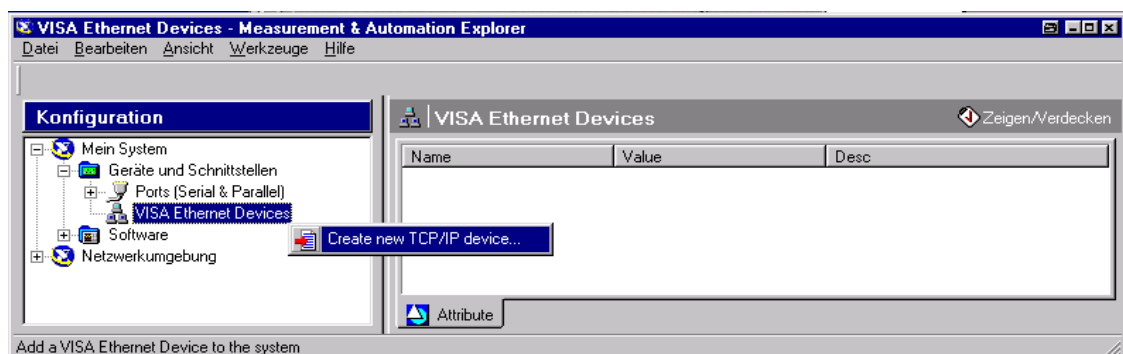 VISA Ethernet Devices - Measurement & Automation Explorer
Datei Bearbeiten Ansicht Werkzeuge Hilfe
Konfiguration
VISA Ethernet Devices
Zeigen/Verdecken
Mein System
Geräte und Schnittstellen
Ports (Serial & Parallel)
VISA Ethernet Devices
Software
Netzwerkumgebung
Create new TCP/IP device...
Name Value Desc
Attribute
Add a VISA Ethernet Device to the system